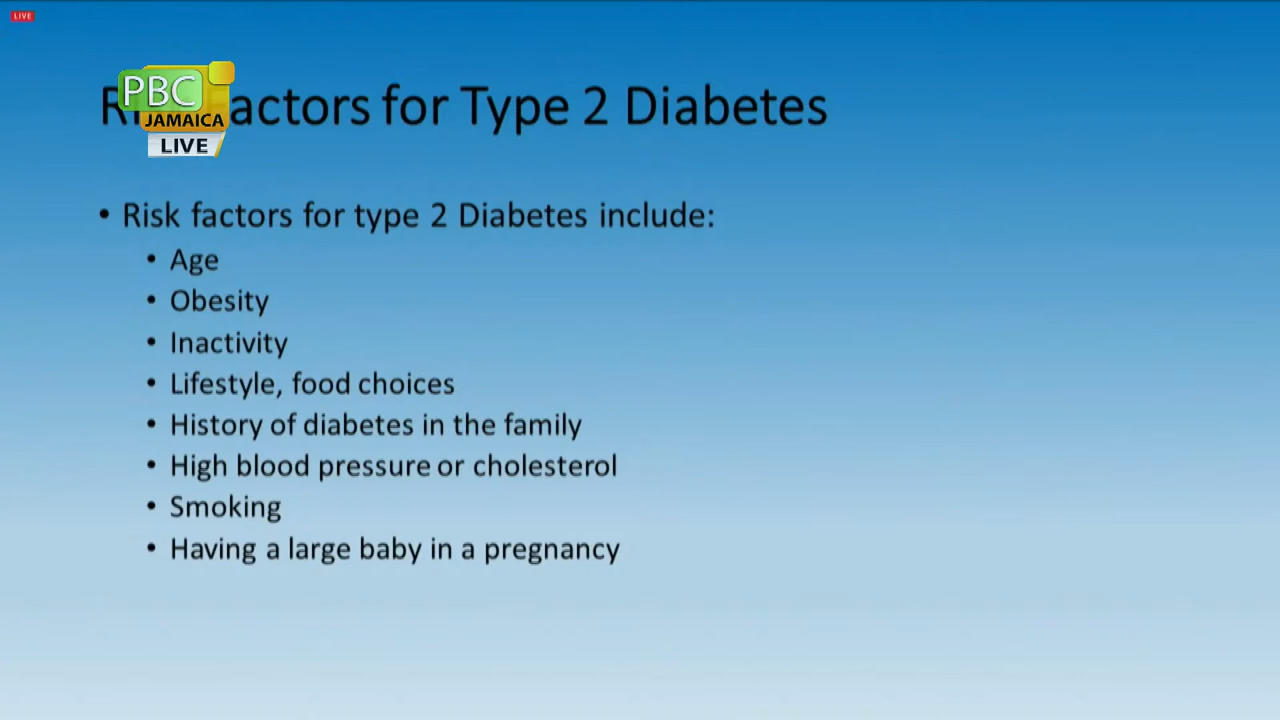 LIVE
PBC
JAMAICA
LIVE
actors for Type 2 Diabetes
• Risk factors for type 2 Diabetes include:
• Age
• Obesity
• Inactivity
• Lifestyle, food choices
• History of diabetes in the family
• High blood pressure or cholesterol
• Smoking
• Having a large baby in a pregnancy